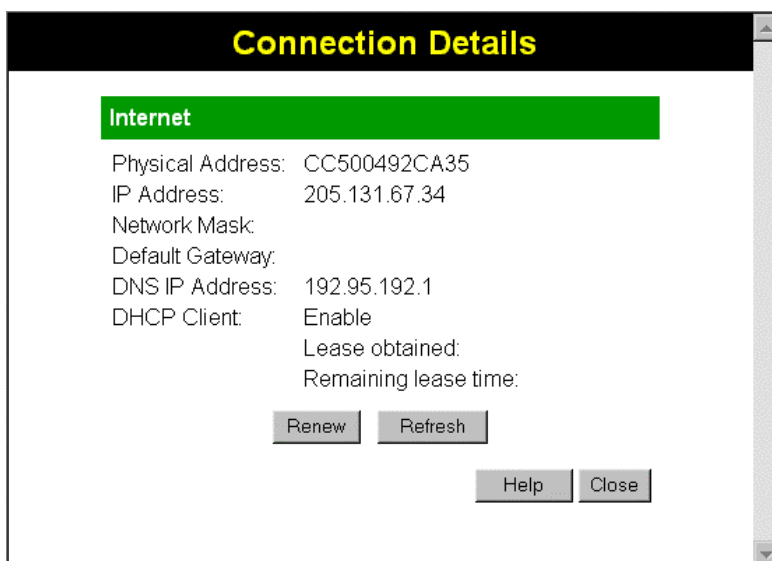 Connection Details
Internet
Physical Address: CC500492CA35
IP Address: 205.131.67.34
Network Mask:
Default Gateway:
DNS IP Address: 192.95.192.1
DHCP Client: Enable
Lease obtained:
Remaining lease time:
Renew Refresh
Help Close